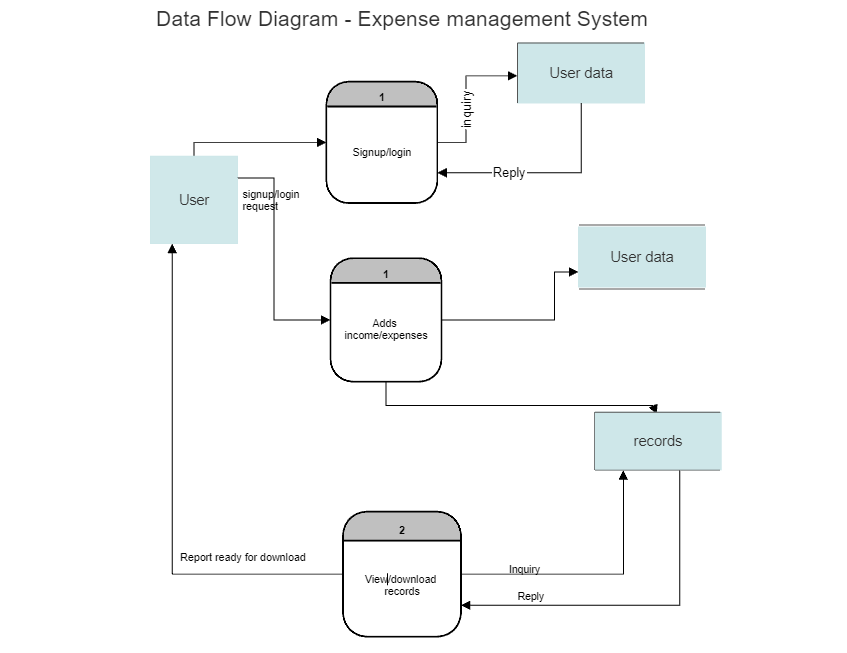 Data Flow Diagram - Expense management System
User data
1
inquiry
Signup/login
Reply
User
signup/login
request
User data
1
Adds
income/expenses
records
2
Report ready for download
View/download
records
Inquiry
Reply